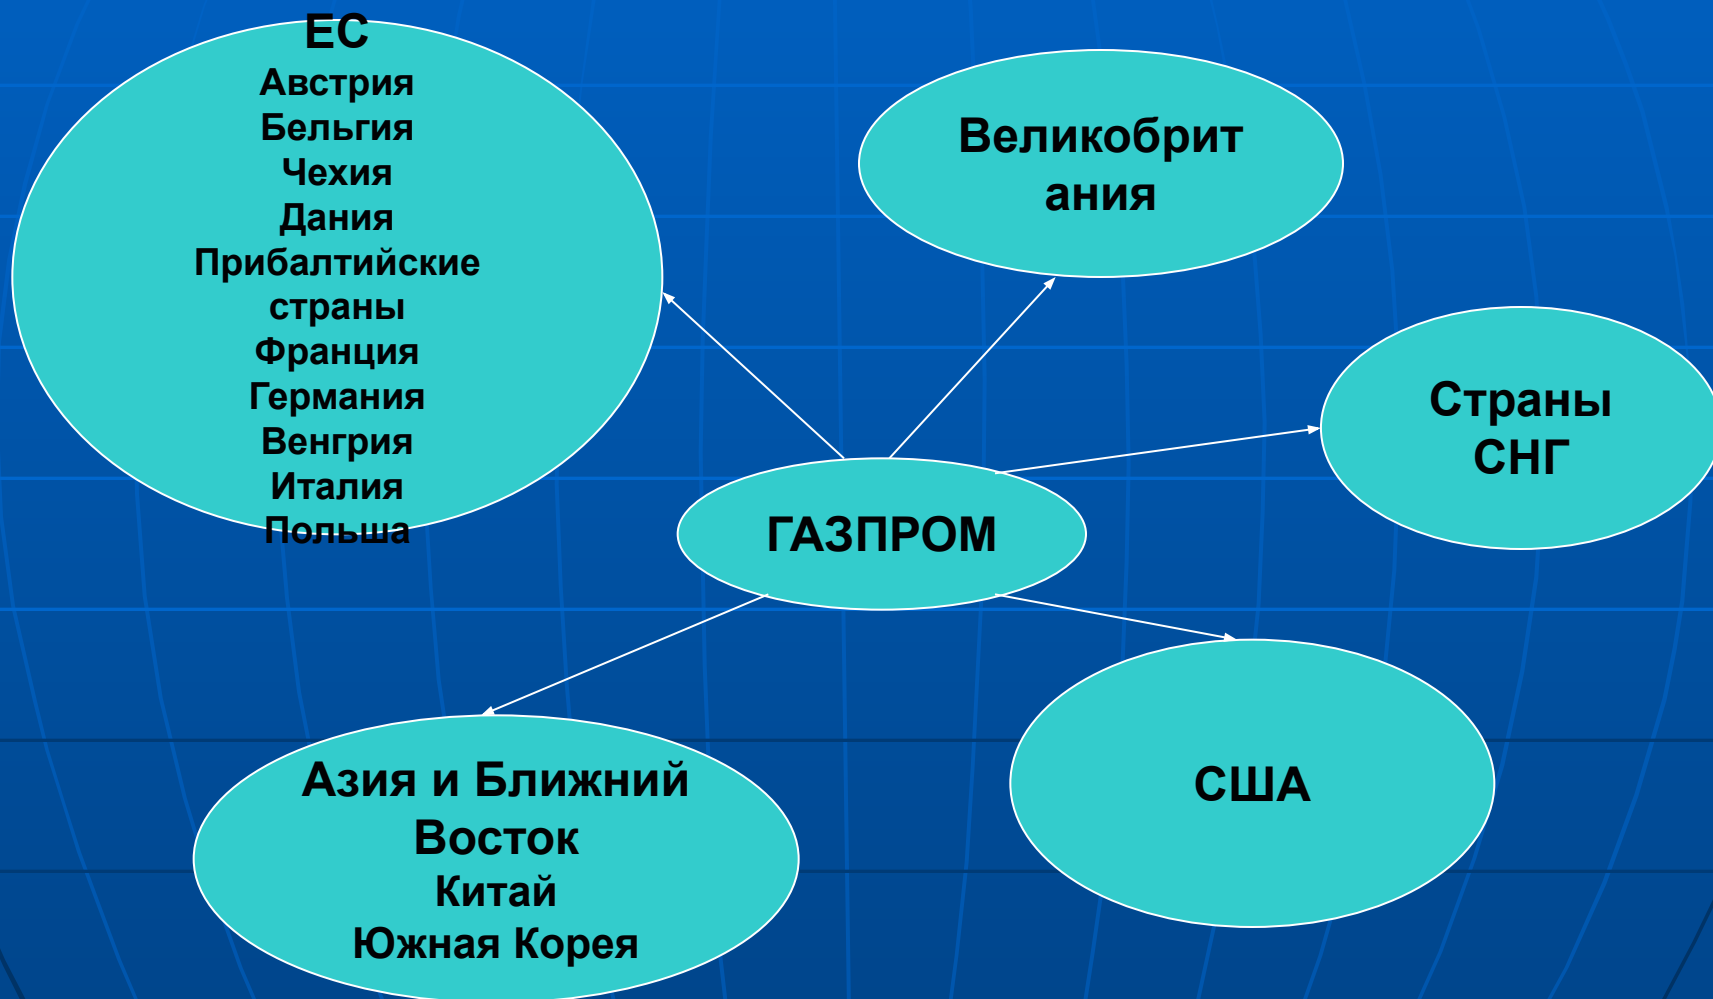 ЕС
Австрия
Бельгия
Чехия
Дания
Прибалтийские
страны
Франция
Германия
Венгрия
Италия
Польша
Великобрит
ания
Страны
СНГ
ГАЗПРОМ
США
Азия и Ближний
Восток
Китай
Южная Корея